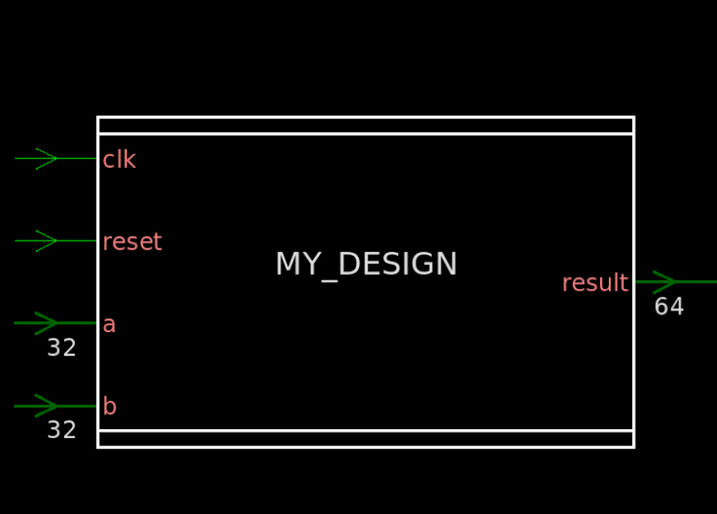 clk
reset
MY_DESIGN
result
64
a
32
b
32